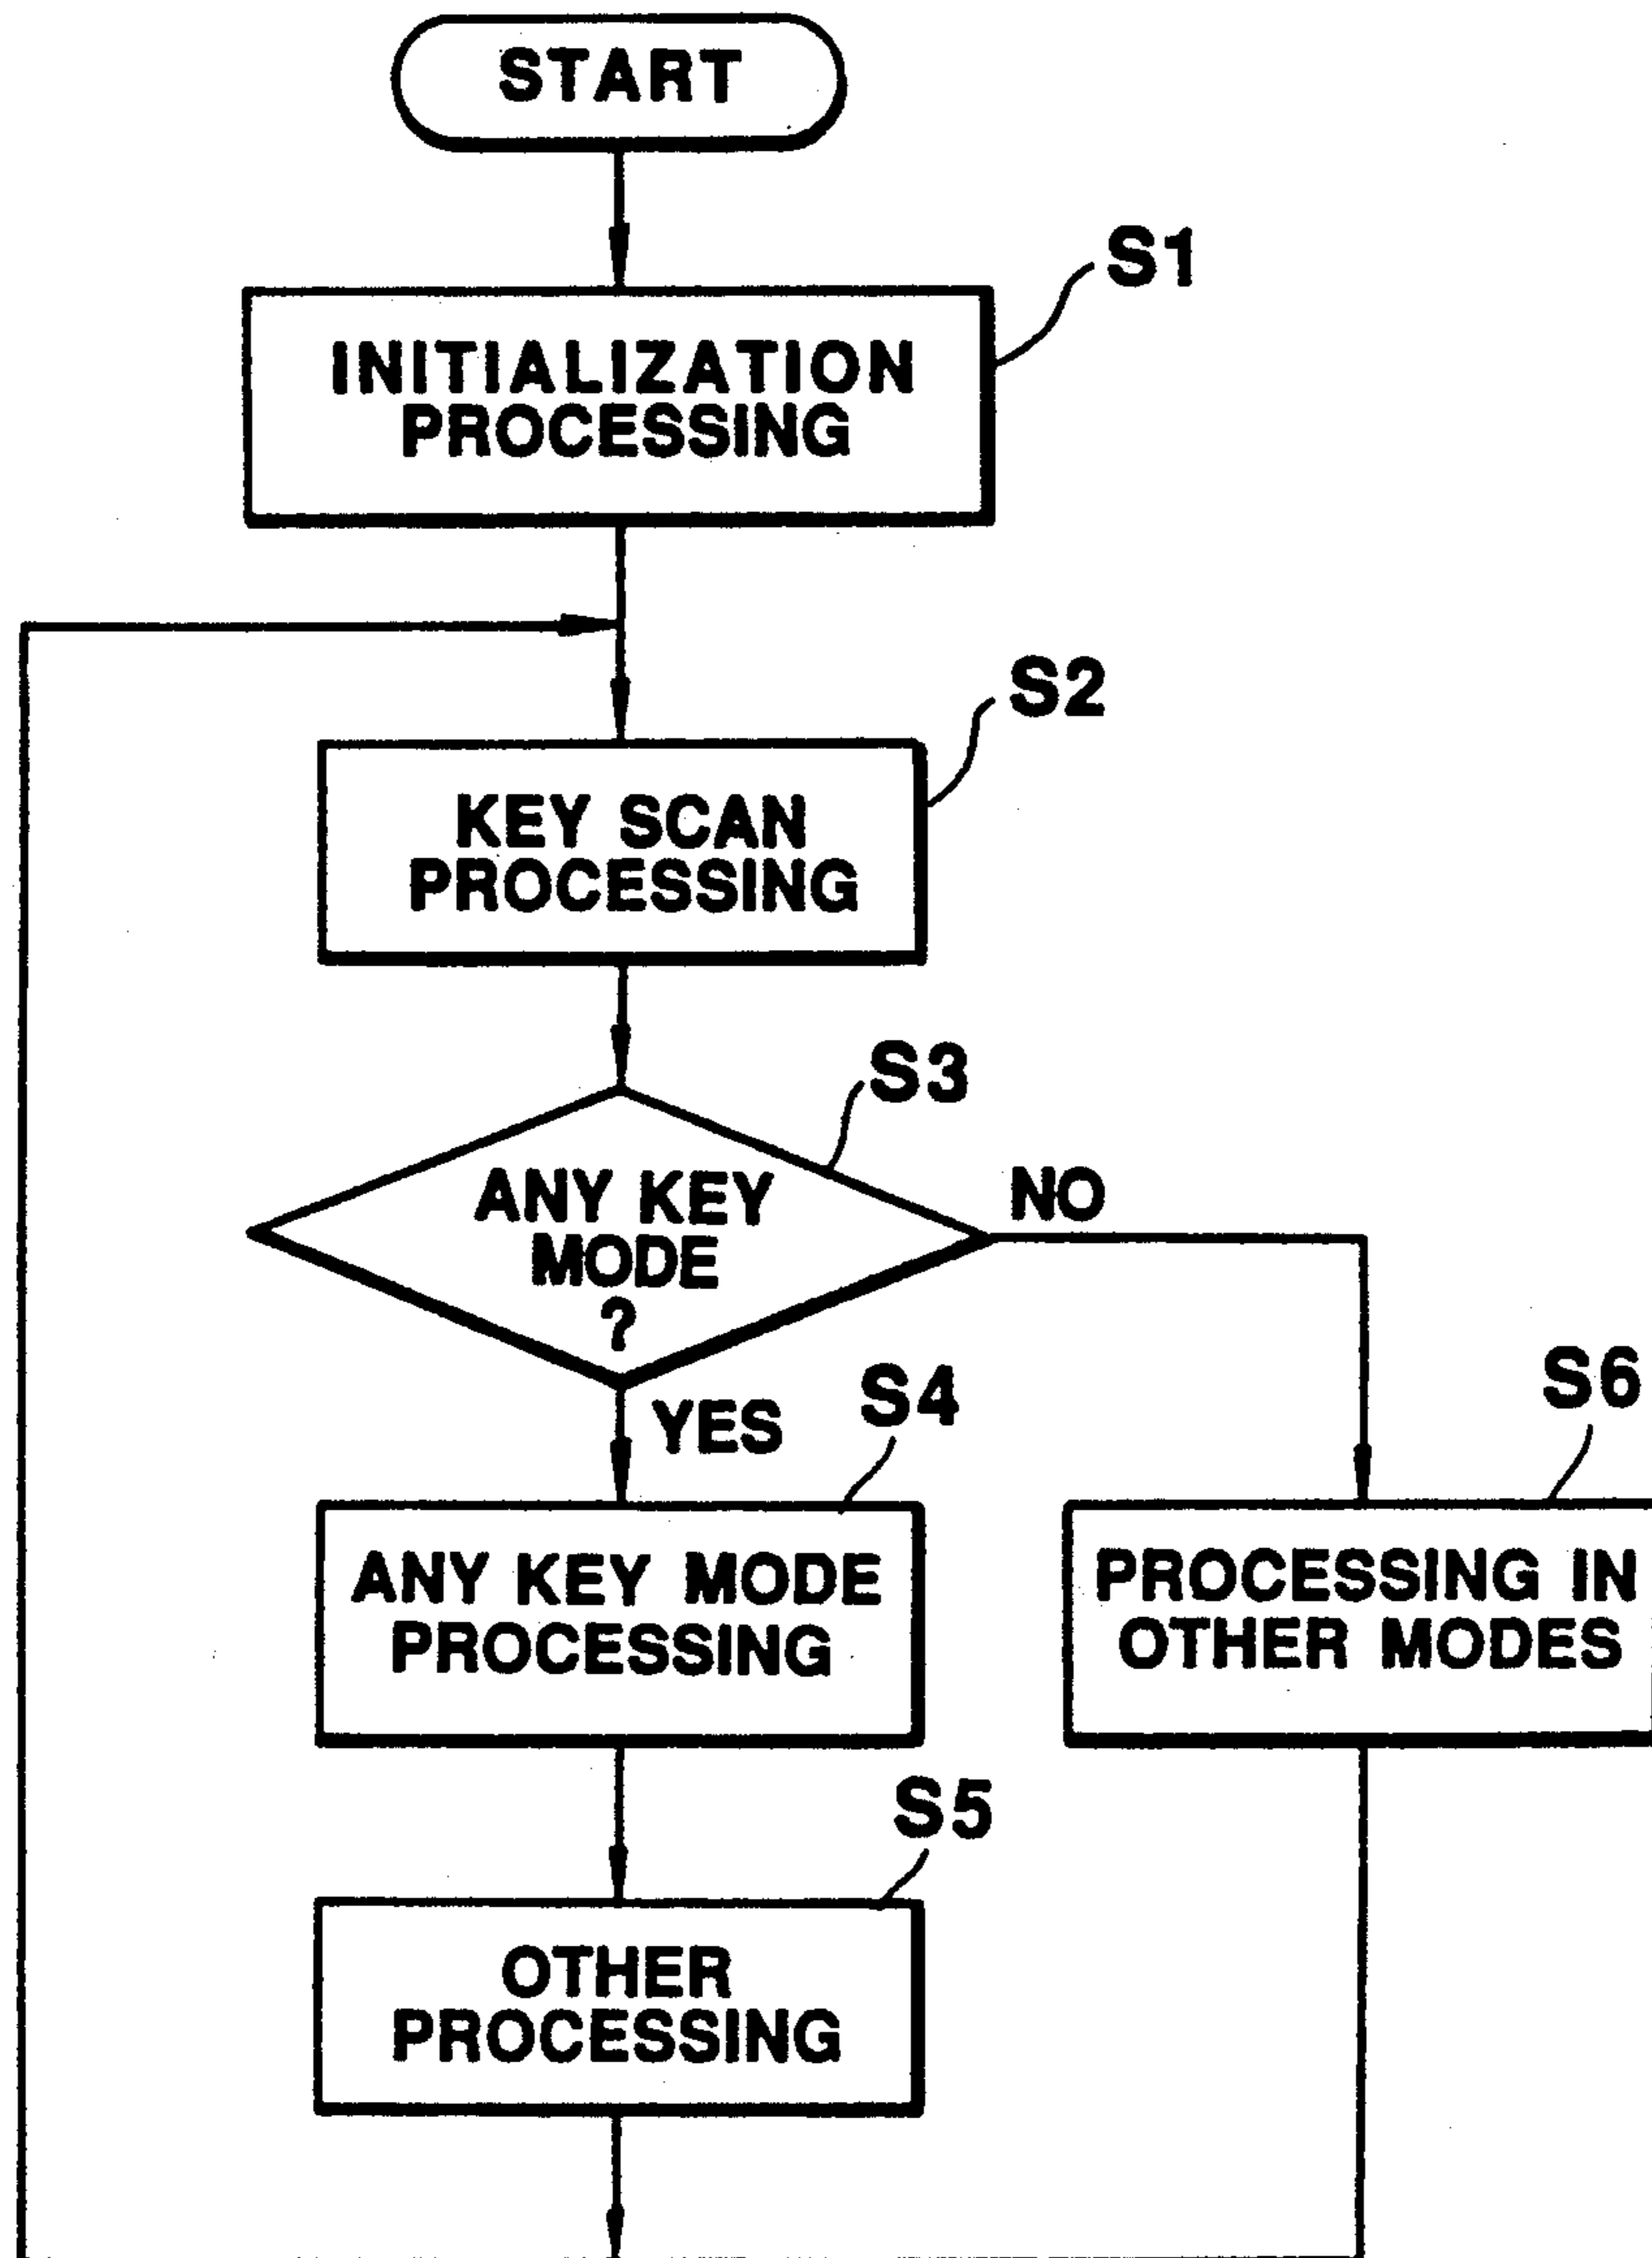 START
S1
INITIALIZATION
PROCESSING
S2
KEY SCAN
PROCESSING
S3
ANY KEY
MODE
?
NO
YES
S4
S6
ANY KEY MODE
PROCESSING
PROCESSING IN
OTHER MODES
S5
OTHER
PROCESSING